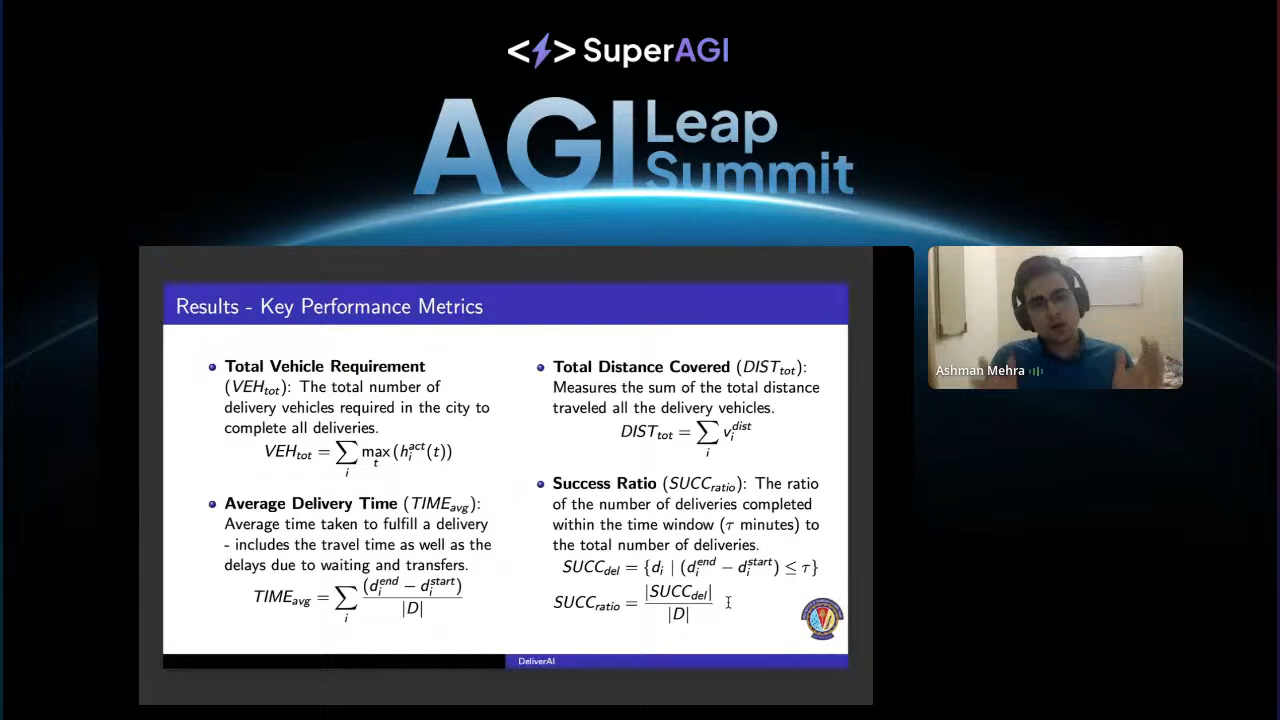 <⚡> SuperAGI
AGI Leap Summit
Results - Key Performance Metrics
Total Vehicle Requirement
(VEH_tot): The total number of
delivery vehicles required in the city to
complete all deliveries.
VEH_tot = ∑_i max_t (h_i^act(t))
Average Delivery Time (TIME_avg):
Average time taken to fulfill a delivery
- includes the travel time as well as the
delays due to waiting and transfers.
TIME_avg = ∑_i (d_i^end − d_i^start) / |D|
Total Distance Covered (DIST_tot):
Measures the sum of the total distance
traveled all the delivery vehicles.
DIST_tot = ∑_i v_i^dist
Success Ratio (SUCC_ratio): The ratio
of the number of deliveries completed
within the time window (τ minutes) to
the total number of deliveries.
SUCC_del = {d_i | (d_i^end − d_i^start) ≤ τ}
SUCC_ratio = |SUCC_del| / |D|
DeliverAI
Ashman Mehra